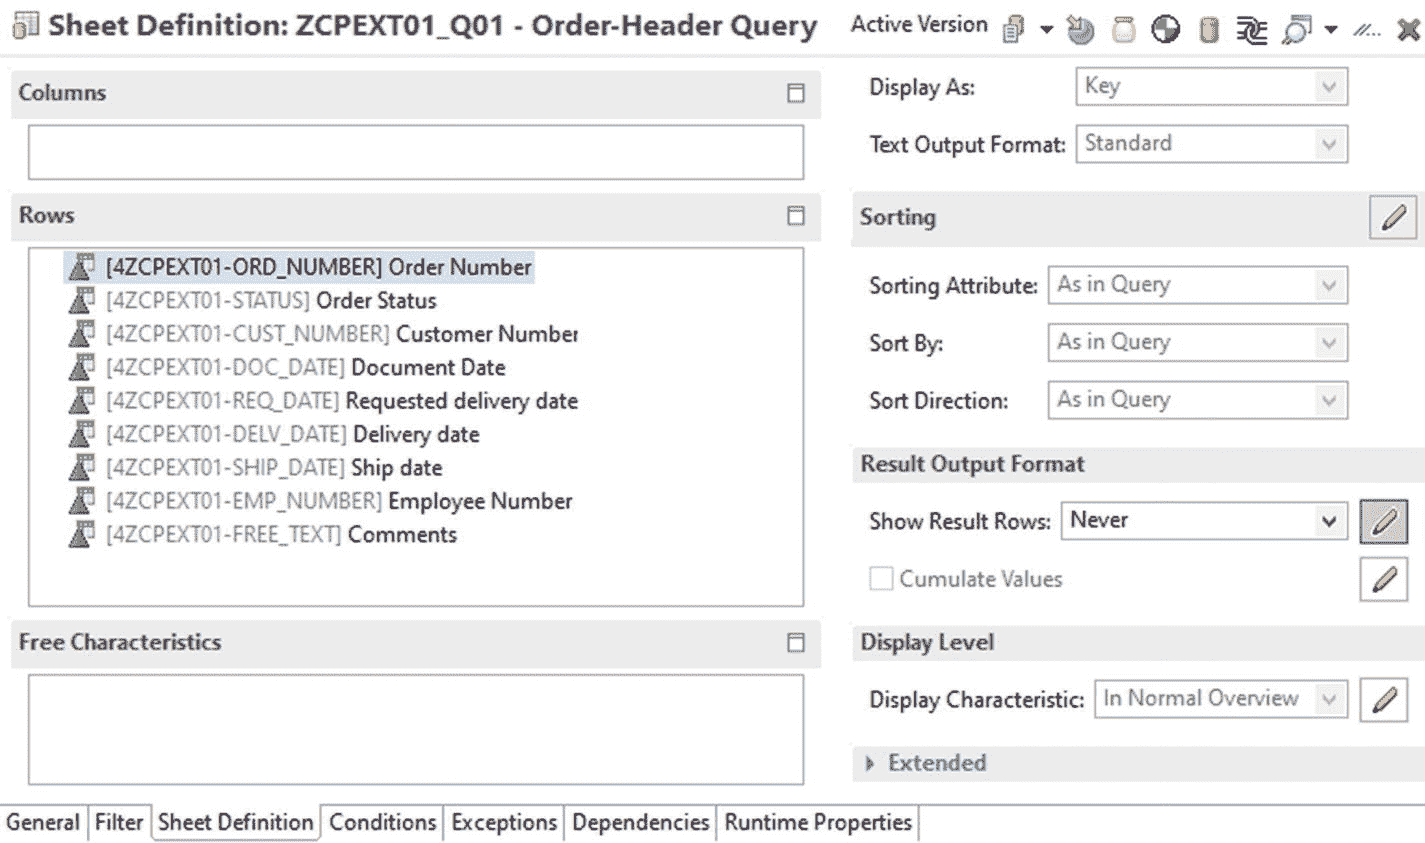 Sheet Definition: ZCPEXT01_Q01 - Order-Header Query
Active Version
Columns
Rows
[4ZCPEXT01-ORD_NUMBER] Order Number
[4ZCPEXT01-STATUS] Order Status
[4ZCPEXT01-CUST_NUMBER] Customer Number
[4ZCPEXT01-DOC_DATE] Document Date
[4ZCPEXT01-REQ_DATE] Requested delivery date
[4ZCPEXT01-DELV_DATE] Delivery date
[4ZCPEXT01-SHIP_DATE] Ship date
[4ZCPEXT01-EMP_NUMBER] Employee Number
[4ZCPEXT01-FREE_TEXT] Comments
Free Characteristics
Display As: Key
Text Output Format: Standard
Sorting
Sorting Attribute: As in Query
Sort By: As in Query
Sort Direction: As in Query
Result Output Format
Show Result Rows: Never
Cumulate Values
Display Level
Display Characteristic: In Normal Overview
Extended
General Filter Sheet Definition Conditions Exceptions Dependencies Runtime Properties